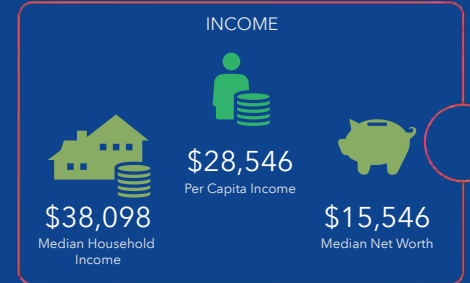 INCOME
$28,546
Per Capita Income
$38,098
Median Household
Income
$15,546
Median Net Worth